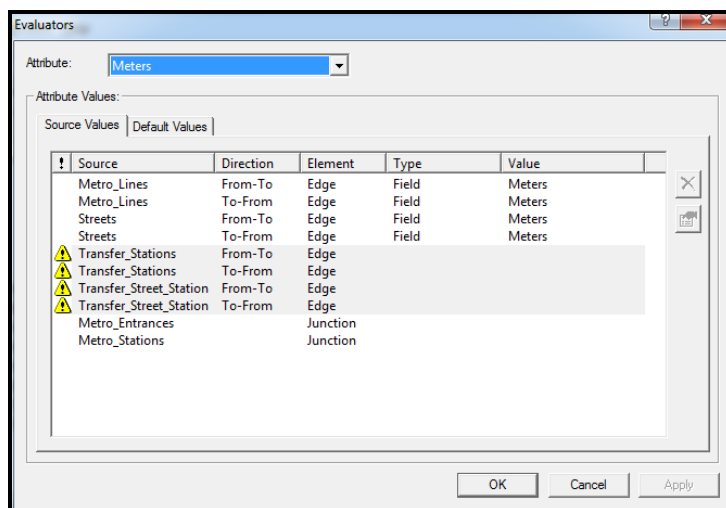 Evaluators
Attribute: Meters
Attribute Values:
Source Values Default Values
! Source Direction Element Type Value
Metro_Lines From-To Edge Field Meters
Metro_Lines To-From Edge Field Meters
Streets From-To Edge Field Meters
Streets To-From Edge Field Meters
Transfer_Stations From-To Edge
Transfer_Stations To-From Edge
Transfer_Street_Station From-To Edge
Transfer_Street_Station To-From Edge
Metro_Entrances Junction
Metro_Stations Junction
OK Cancel Apply